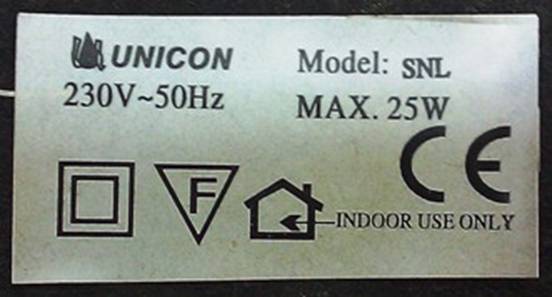 UNICON
Model: SNL
230V~50Hz
MAX. 25W
CE
F
INDOOR USE ONLY